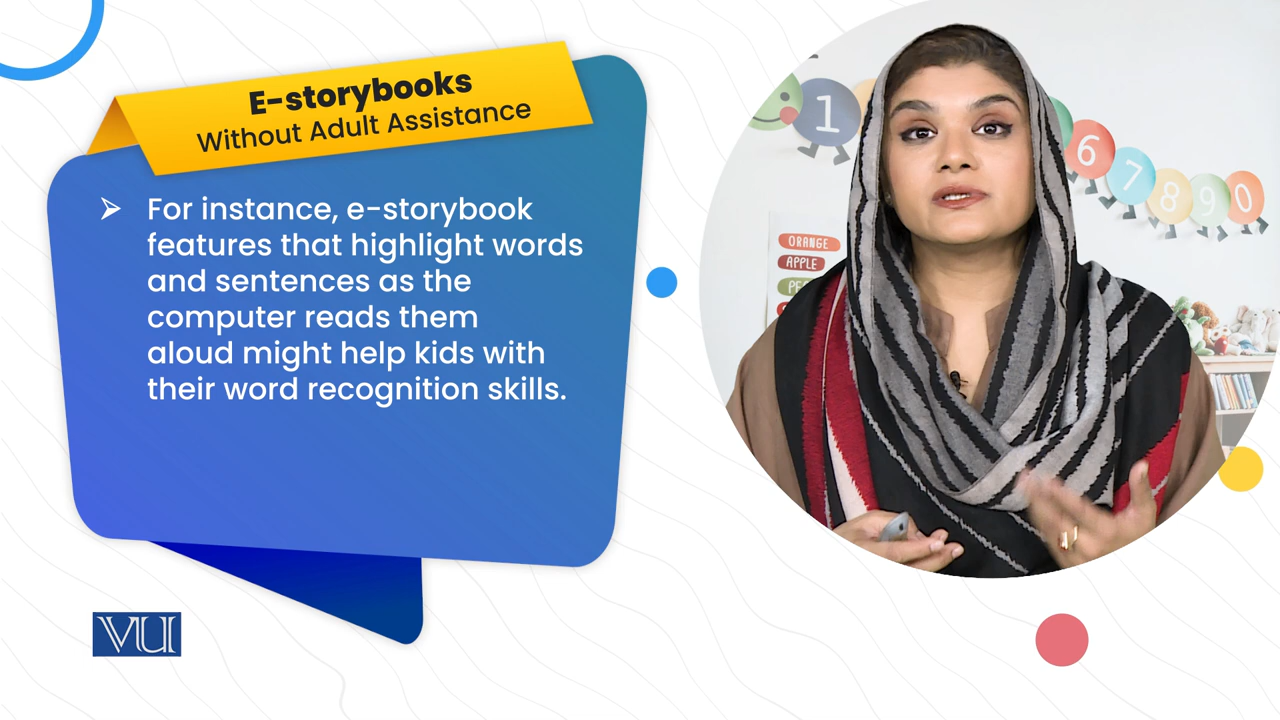 E-storybooks
Without Adult Assistance
➢ For instance, e-storybook
features that highlight words
and sentences as the
computer reads them
aloud might help kids with
their word recognition skills.
VU
1
6
7
8
9
0
ORANGE
APPLE